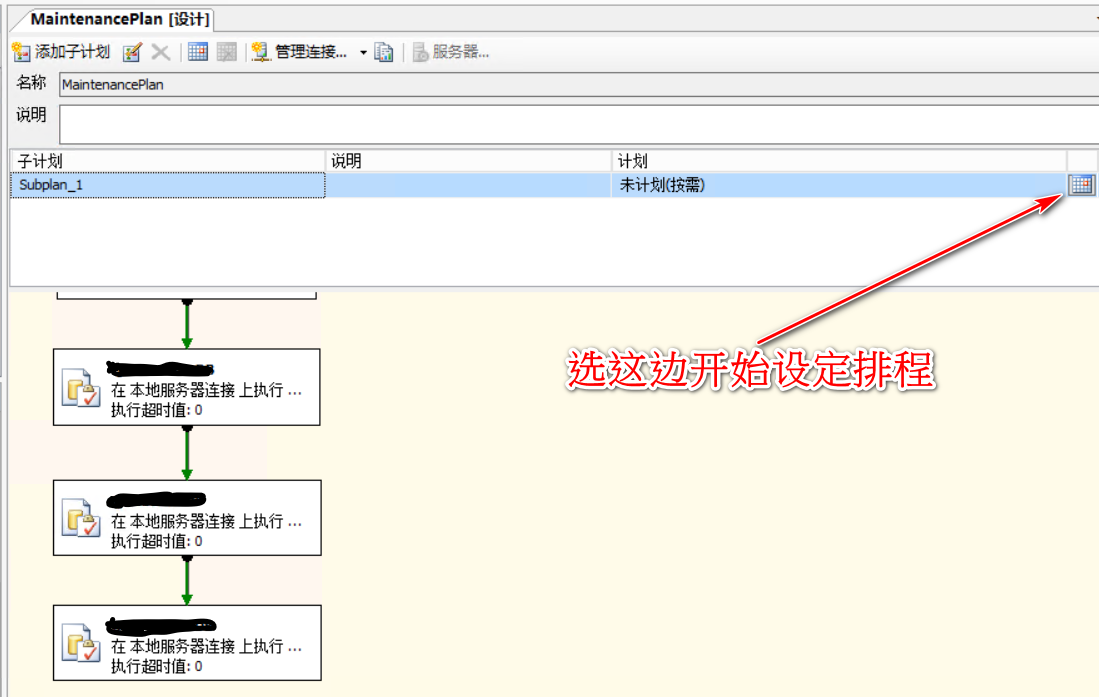 MaintenancePlan [设计]
添加子计划 管理连接... 服务器...
名称 MaintenancePlan
说明
子计划 说明 计划
Subplan_1 未计划(按需)
选这边开始设定排程
在 本地服务器连接 上执行 ...
执行超时值: 0
在 本地服务器连接 上执行 ...
执行超时值: 0
在 本地服务器连接 上执行 ...
执行超时值: 0